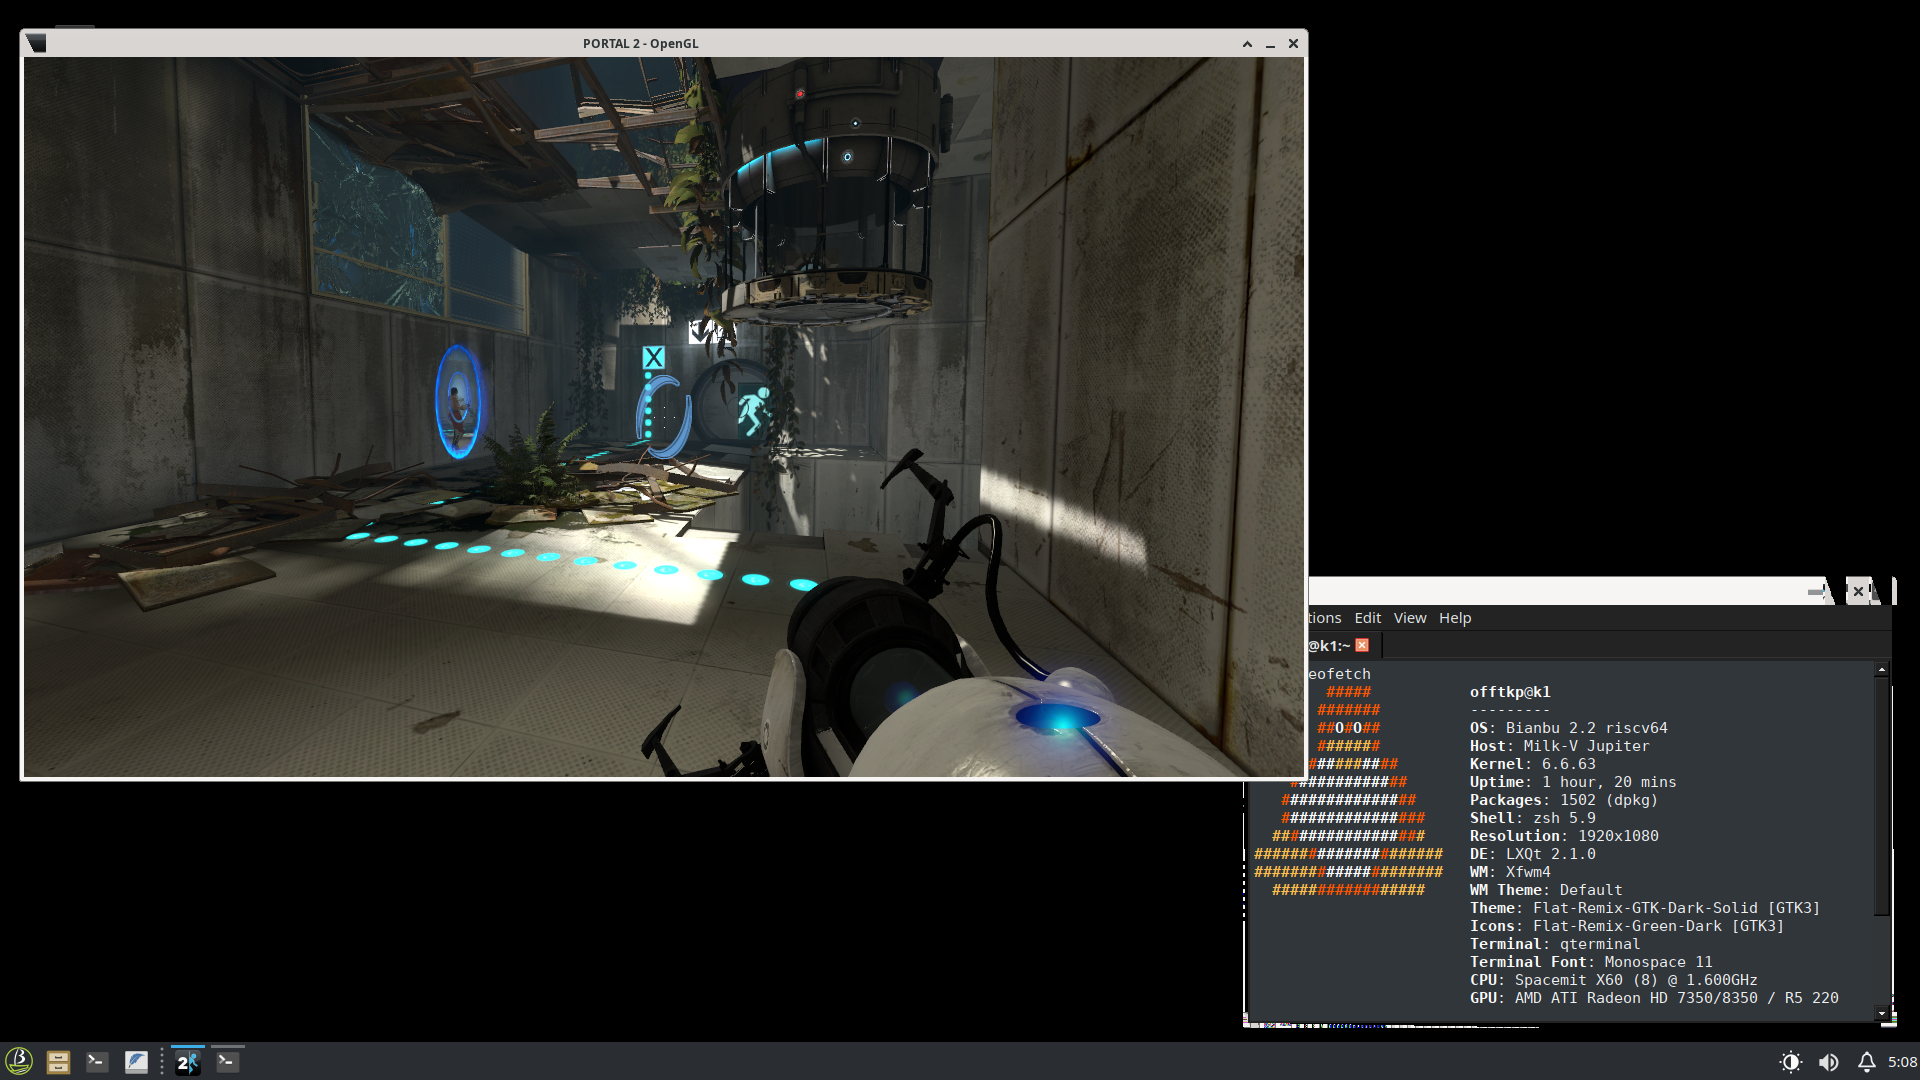 PORTAL 2 - OpenGL
X
tions Edit View Help
@k1:~
eofetch
#####
offtkp@k1
#######
---------
##O#O##
OS: Bianbu 2.2 riscv64
#######
Host: Milk-V Jupiter
##########
Kernel: 6.6.63
#############
Uptime: 1 hour, 20 mins
###############
Packages: 1502 (dpkg)
################
Shell: zsh 5.9
#################
Resolution: 1920x1080
#####################
DE: LXQt 2.1.0
#####################
WM: Xfwm4
#################
WM Theme: Default
Theme: Flat-Remix-GTK-Dark-Solid [GTK3]
Icons: Flat-Remix-Green-Dark [GTK3]
Terminal: qterminal
Terminal Font: Monospace 11
CPU: Spacemit X60 (8) @ 1.600GHz
GPU: AMD ATI Radeon HD 7350/8350 / R5 220
2
5:08